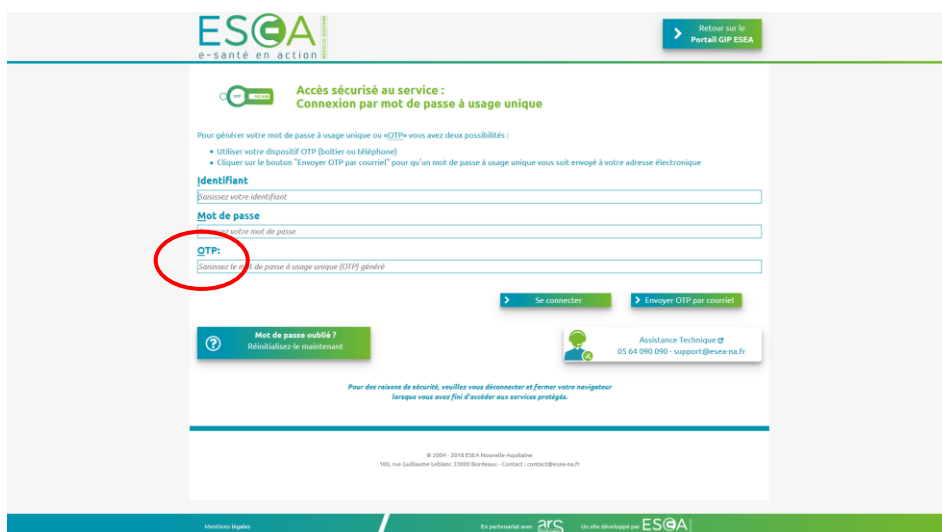 ESEA
NOUVELLE-AQUITAINE
e-santé en action
Retour sur le
Portail GIP ESEA
Accès sécurisé au service :
Connexion par mot de passe à usage unique
OTP
Pour générer votre mot de passe à usage unique ou «OTP» vous avez deux possibilités :
• Utiliser votre dispositif OTP (boîtier ou téléphone)
• Cliquer sur le bouton "Envoyer OTP par courriel" pour qu'un mot de passe à usage unique vous soit envoyé à votre adresse électronique
Identifiant
Saisissez votre identifiant
Mot de passe
Saisissez votre mot de passe
OTP:
Saisissez le mot de passe à usage unique (OTP) généré
Se connecter
Envoyer OTP par courriel
Mot de passe oublié ?
Réinitialisez-le maintenant
Assistance Technique
05 64 090 090 - support@esea-na.fr
Pour des raisons de sécurité, veuillez vous déconnecter et fermer votre navigateur
lorsque vous avez fini d'accéder aux services protégés.
© 2004 - 2018 ESEA Nouvelle-Aquitaine
180, rue Guillaume Leblanc 33000 Bordeaux - Contact : contact@esea-na.fr
Mentions légales
En partenariat avec ars
Un site développé par ESEA